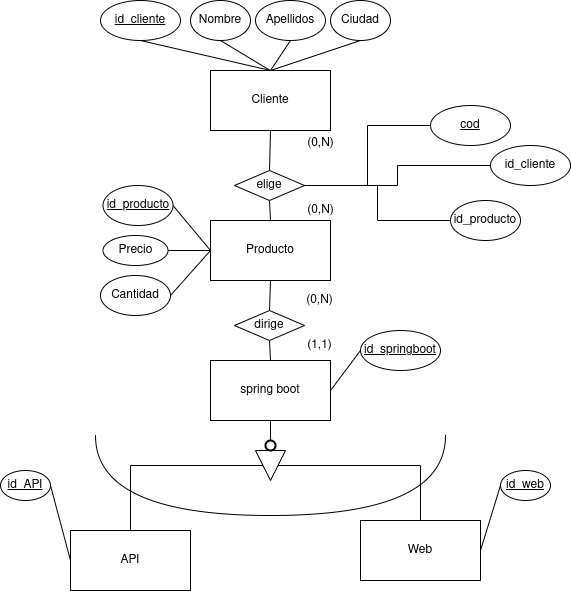 id_cliente
Nombre
Apellidos
Ciudad
Cliente
(0,N)
cod
elige
id_cliente
id_producto
(0,N)
id_producto
Precio
Producto
Cantidad
(0,N)
dirige
(1,1)
id_springboot
spring boot
id_API
id_web
API
Web